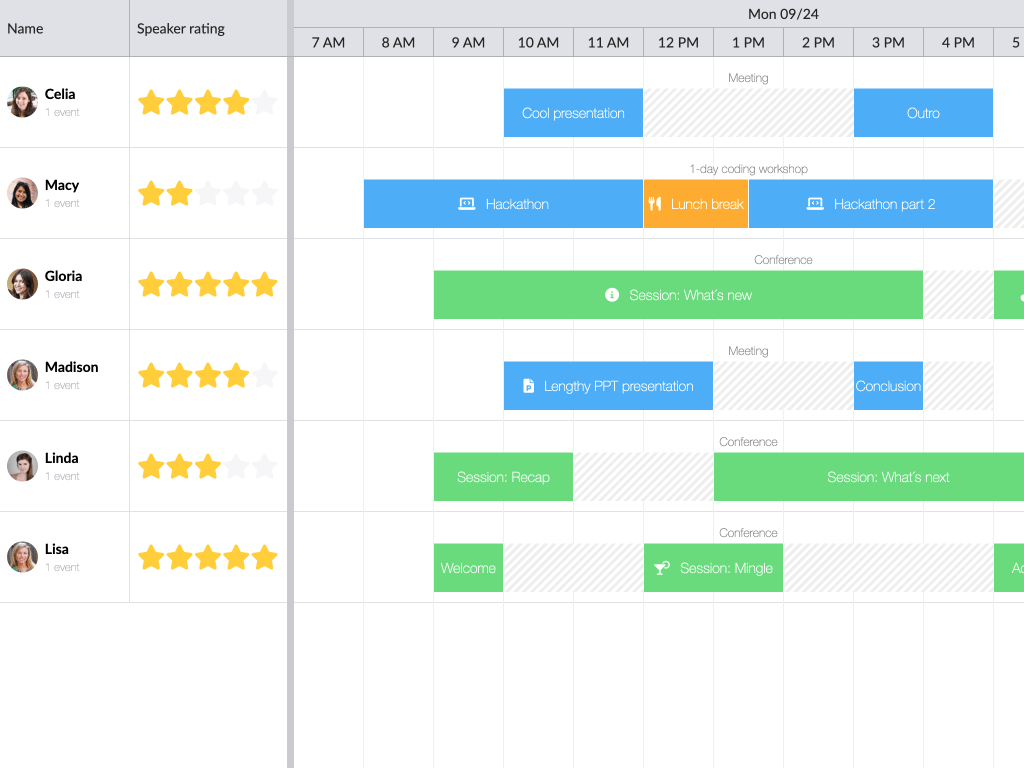 Name
Speaker rating
Mon 09/24
7 AM
8 AM
9 AM
10 AM
11 AM
12 PM
1 PM
2 PM
3 PM
4 PM
5
Celia
1 event
Meeting
Cool presentation
Outro
Macy
1 event
1-day coding workshop
Hackathon
Lunch break
Hackathon part 2
Gloria
1 event
Conference
Session: What´s new
Madison
1 event
Meeting
Lengthy PPT presentation
Conclusion
Linda
1 event
Conference
Session: Recap
Session: What´s next
Lisa
1 event
Conference
Welcome
Session: Mingle